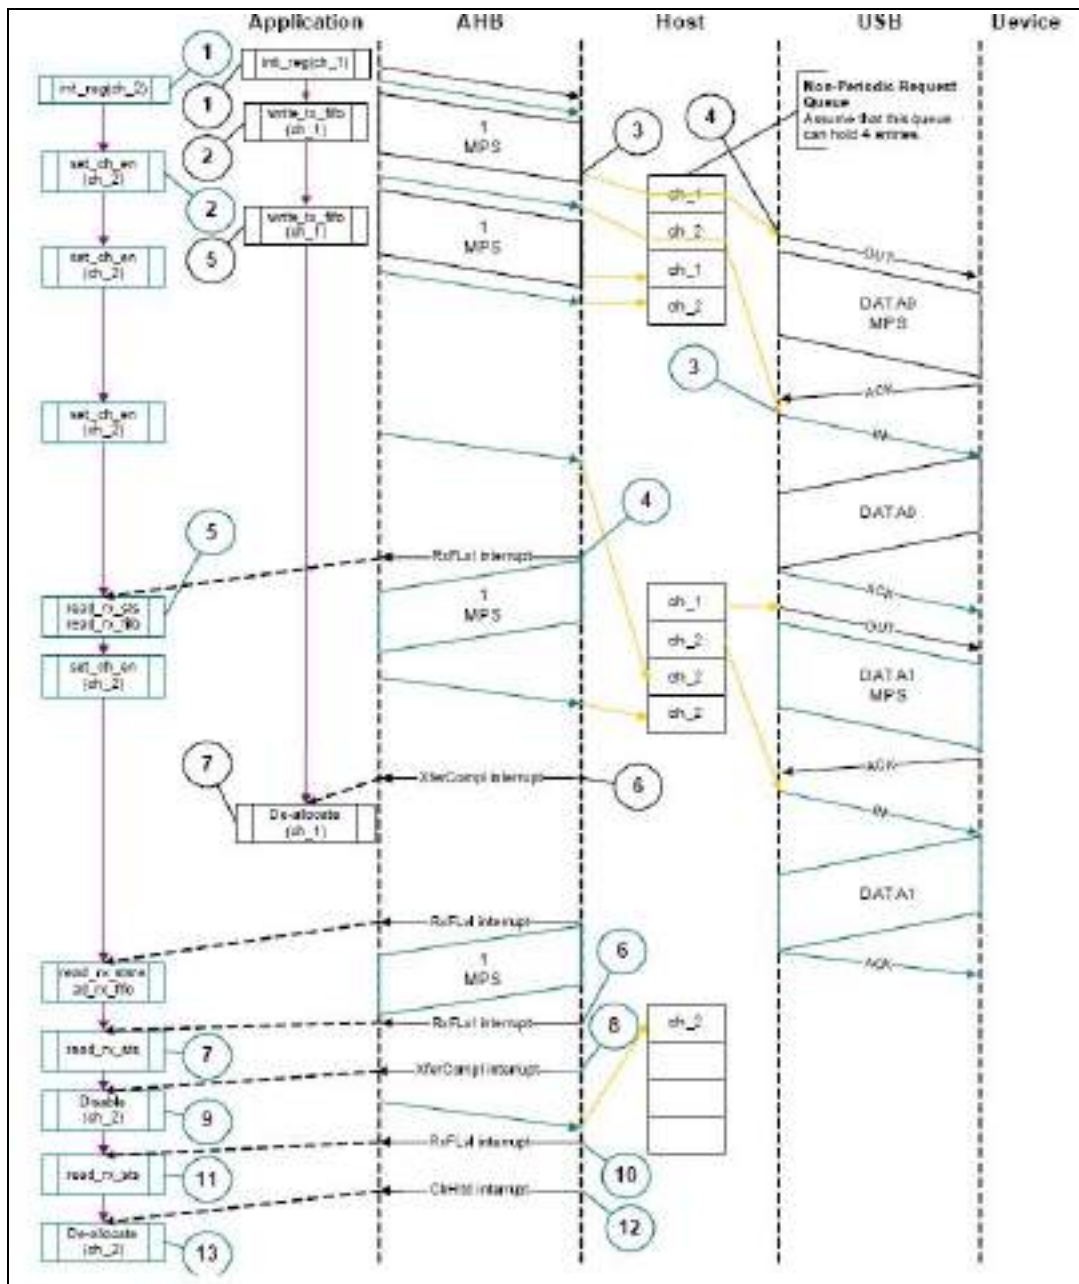 Application AHB Host USB Device
1
init_reg(ch_1)
init_reg(ch_2)
1
Non-Periodic Request
Queue
Assume that this queue
can hold 4 entries.
write_tx_fifo
(ch_1)
1
MPS
3
4
2
set_ch_en
(ch_2)
ch_1
2
write_tx_fifo
(ch_1)
1
MPS
ch_2
5
set_ch_en
(ch_2)
OUT
ch_1
ch_2
DATA0
MPS
3
ACK
set_ch_en
(ch_2)
IN
4
DATA0
5
RxFLvl interrupt
ACK
read_rx_sts
read_rx_fifo
1
MPS
ch_1
OUT
ch_2
set_ch_en
(ch_2)
ch_2
DATA1
MPS
ch_2
7
XferCompl interrupt
6
ACK
De-allocate
(ch_1)
IN
DATA1
RxFLvl interrupt
6
ACK
read_rx_stsre
ad_rx_fifo
1
MPS
RxFLvl interrupt
8
ch_2
read_rx_sts
7
XferCompl interrupt
Disable
(ch_2)
9
RxFLvl interrupt
10
read_rx_sts
11
ChHltd interrupt
12
De-allocate
(ch_2)
13